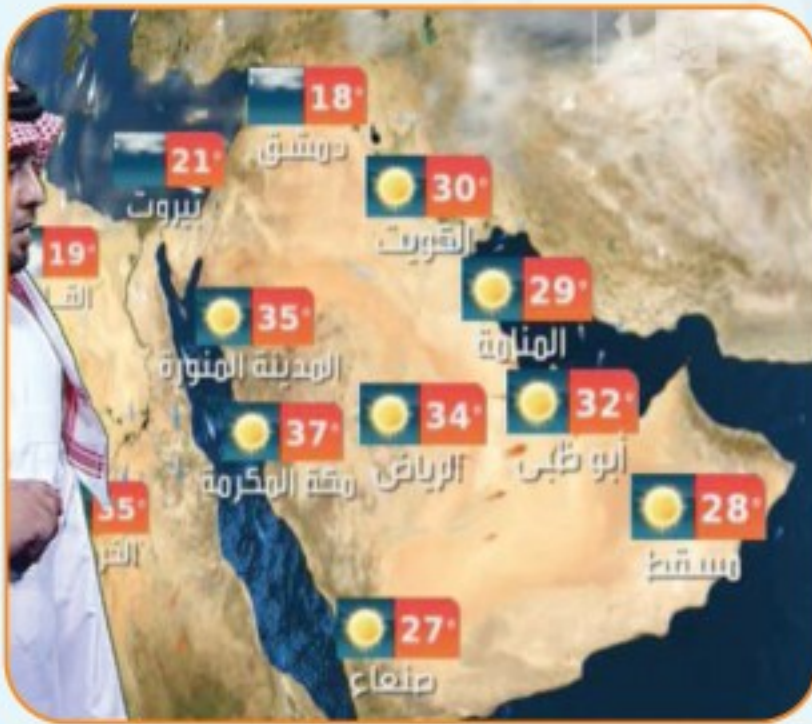 18°
دمشق
21°
بيروت
30°
الكويت
19°
29°
المنامة
35°
المدينة المنورة
32°
أبو ظبي
34°
الرياض
37°
مكة المكرمة
28°
مسقط
35°
27°
صنعاء